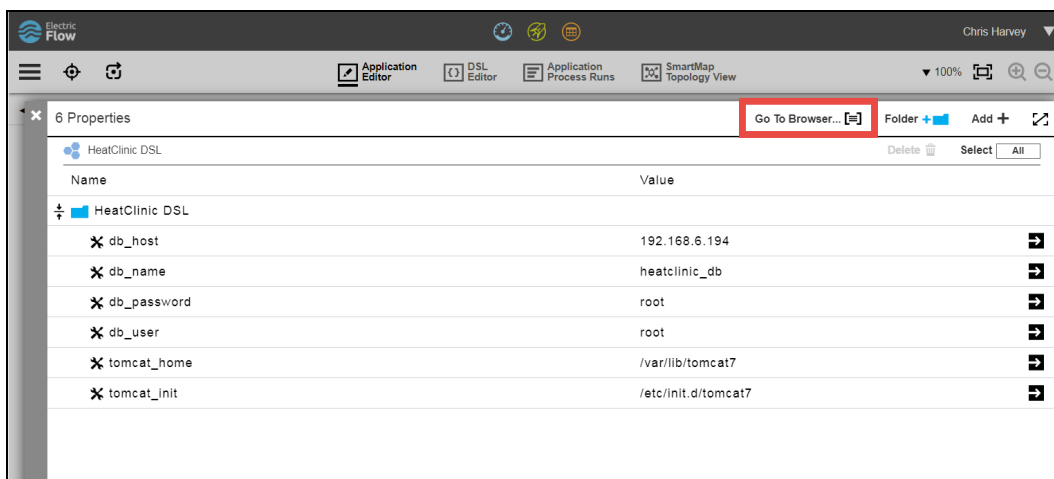 Electric
Flow
Chris Harvey
Application
Editor
DSL
Editor
Application
Process Runs
SmartMap
Topology View
100%
6 Properties
Go To Browser...
Folder +
Add +
HeatClinic DSL
Delete
Select All
Name Value
HeatClinic DSL
db_host 192.168.6.194
db_name heatclinic_db
db_password root
db_user root
tomcat_home /var/lib/tomcat7
tomcat_init /etc/init.d/tomcat7